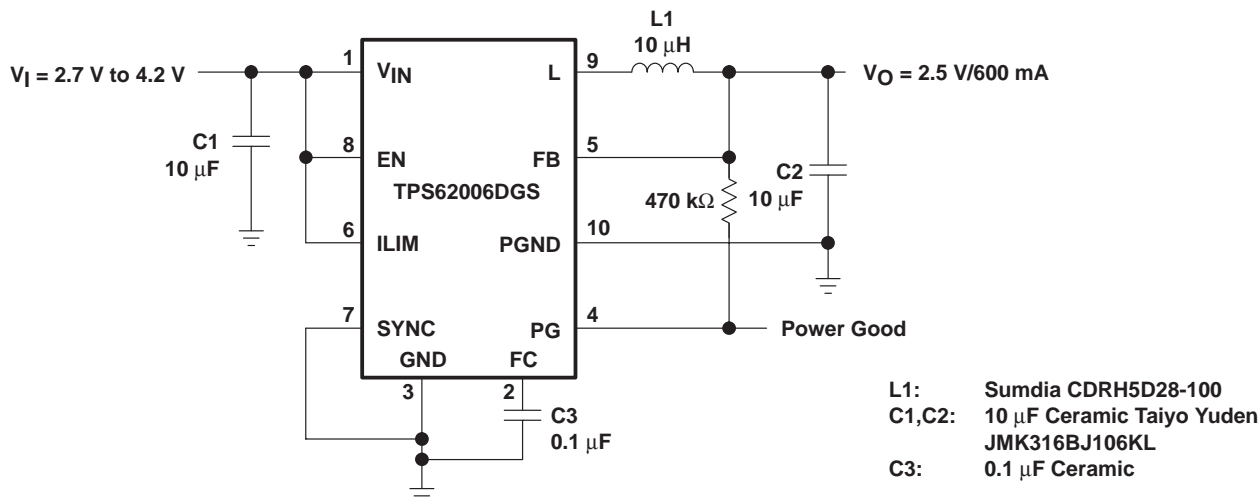 L1
10 μH
VI = 2.7 V to 4.2 V
1
VIN
L
9
VO = 2.5 V/600 mA
C1
10 μF
8
EN
FB
5
TPS62006DGS
470 kΩ
C2
10 μF
6
ILIM
PGND
10
7
SYNC
PG
4
Power Good
GND
FC
3
2
C3
0.1 μF
L1: Sumdia CDRH5D28-100
C1,C2: 10 μF Ceramic Taiyo Yuden
JMK316BJ106KL
C3: 0.1 μF Ceramic